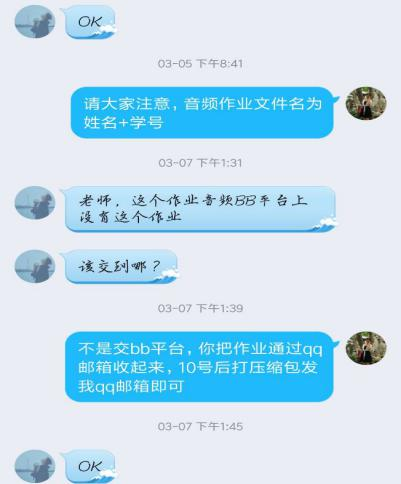 OK
03-05 下午8:41
请大家注意，音频作业文件名为
姓名+学号
03-07 下午1:31
老师，这个作业音频BB平台上
没有这个作业
该交到哪？
03-07 下午1:39
不是交bb平台，你把作业通过qq
邮箱收起来，10号后打压缩包发
我qq邮箱即可
03-07 下午1:45
OK